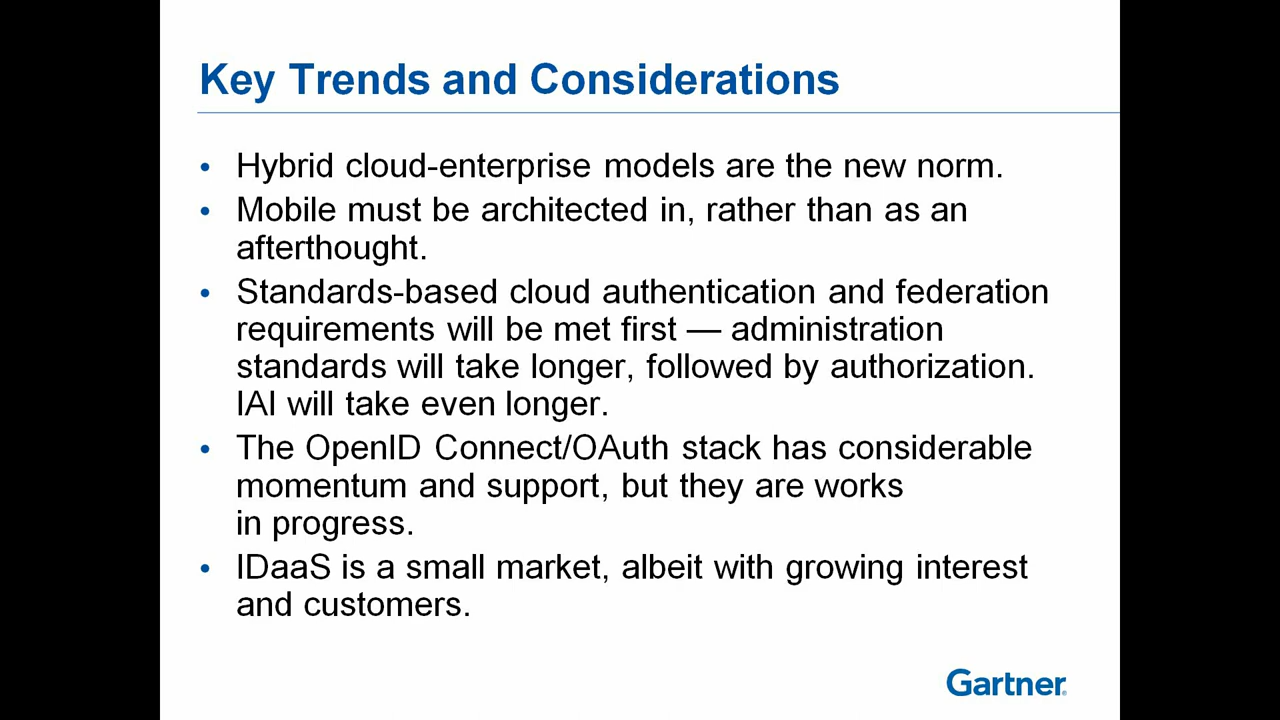 Key Trends and Considerations
• Hybrid cloud-enterprise models are the new norm.
• Mobile must be architected in, rather than as an
afterthought.
• Standards-based cloud authentication and federation
requirements will be met first — administration
standards will take longer, followed by authorization.
IAI will take even longer.
• The OpenID Connect/OAuth stack has considerable
momentum and support, but they are works
in progress.
• IDaaS is a small market, albeit with growing interest
and customers.
Gartner®